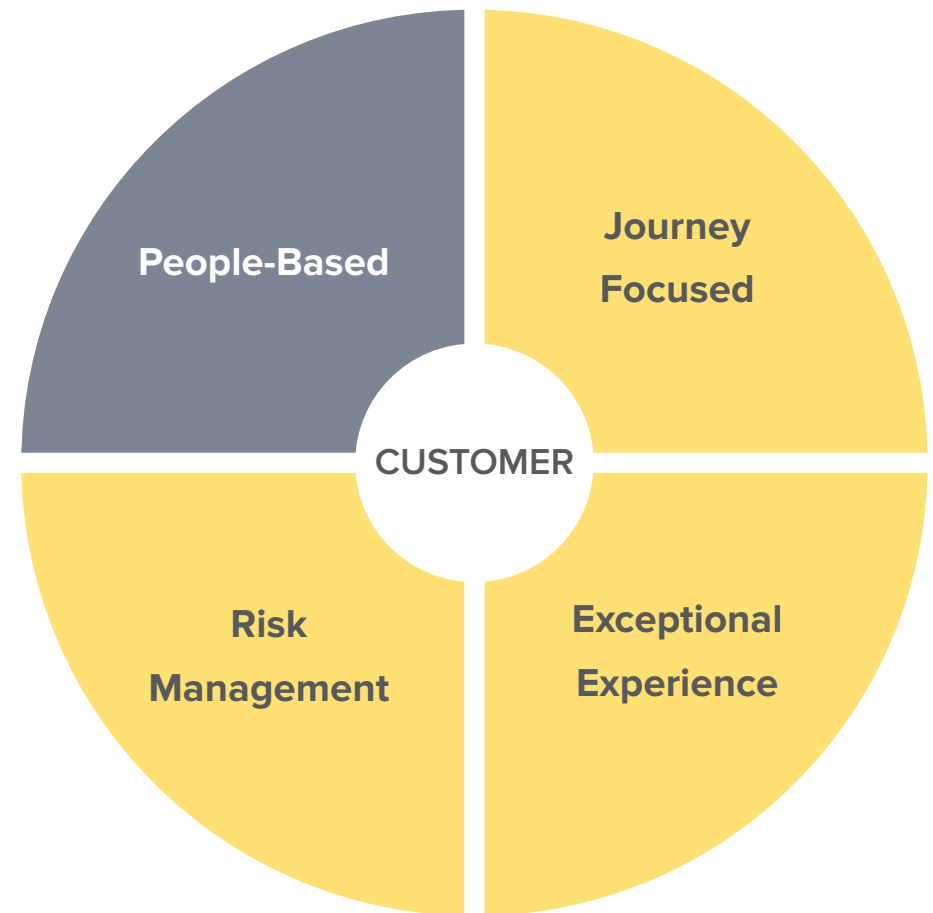 People-Based
Journey
Focused
CUSTOMER
Risk
Management
Exceptional
Experience